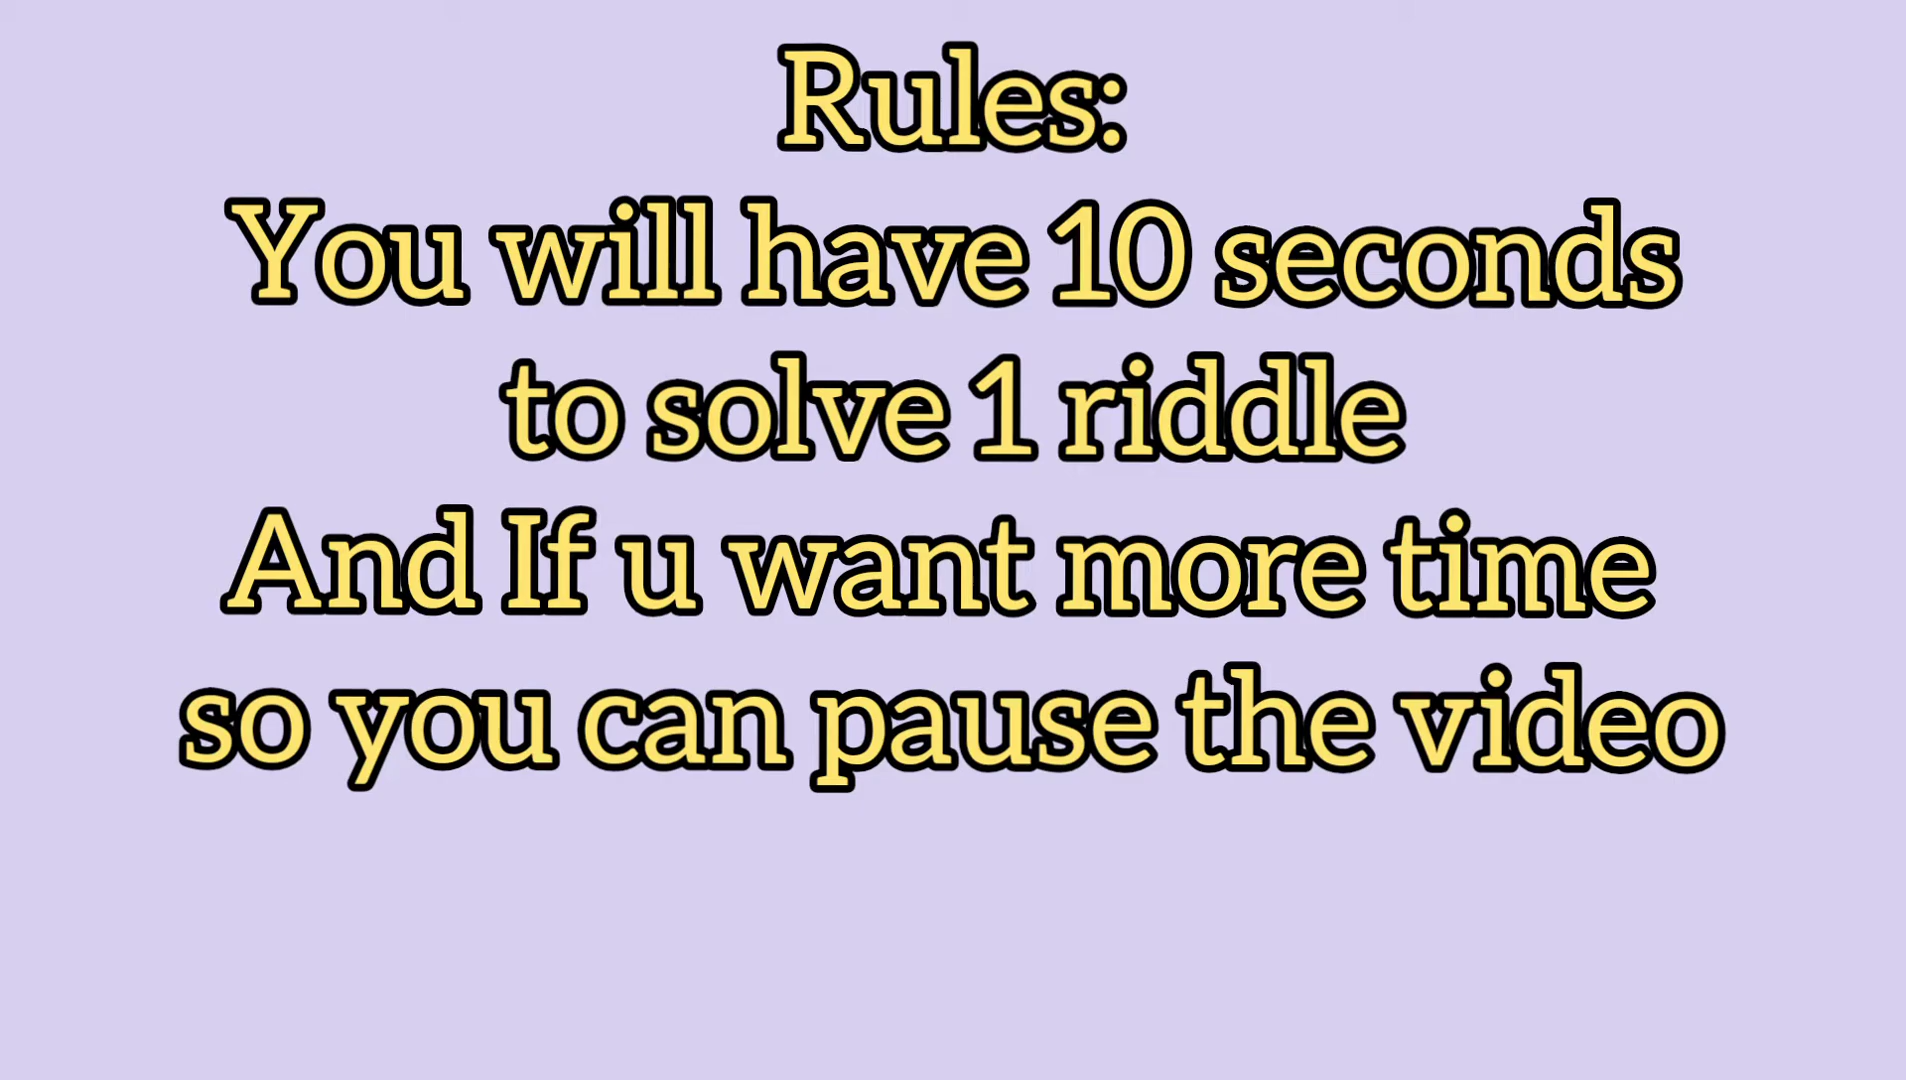 Rules:
You will have 10 seconds
to solve 1 riddle
And If u want more time
so you can pause the video